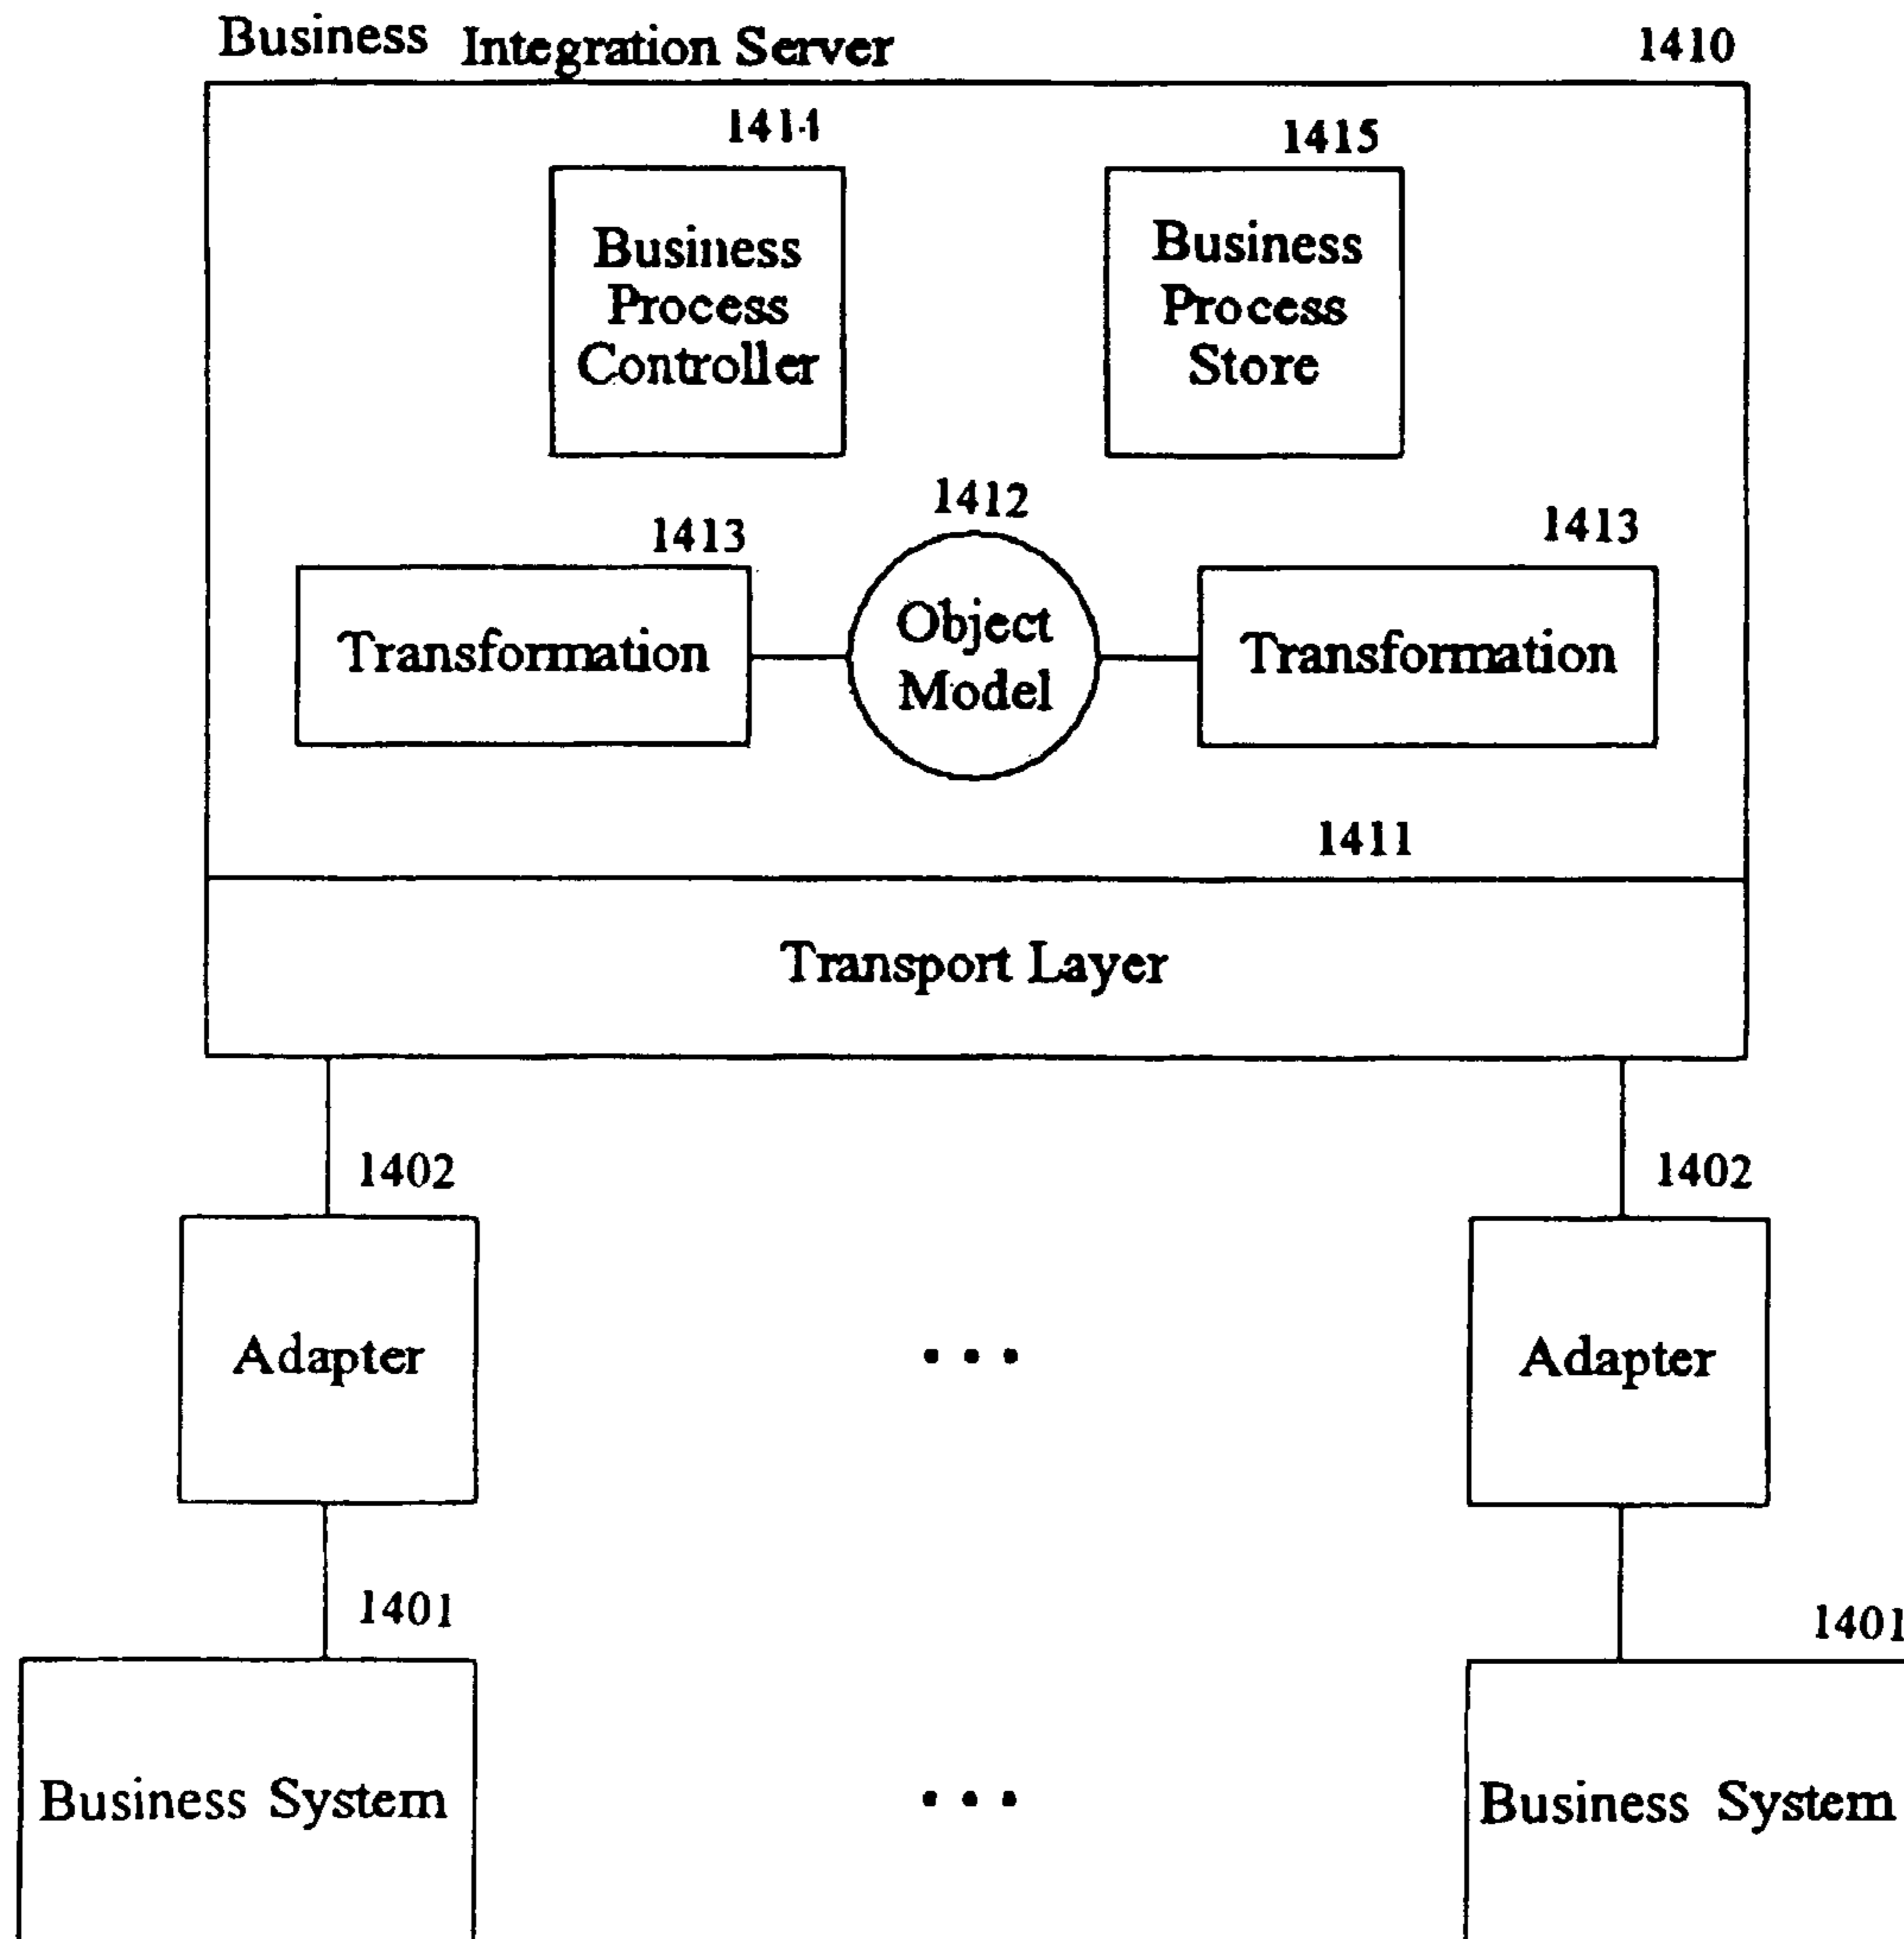 Business Integration Server
1410
1414
1415
Business
Process
Controller
Business
Process
Store
1412
1413
1413
Transformation
Object
Model
Transformation
1411
Transport Layer
1402
1402
Adapter
Adapter
1401
1401
Business System
Business System